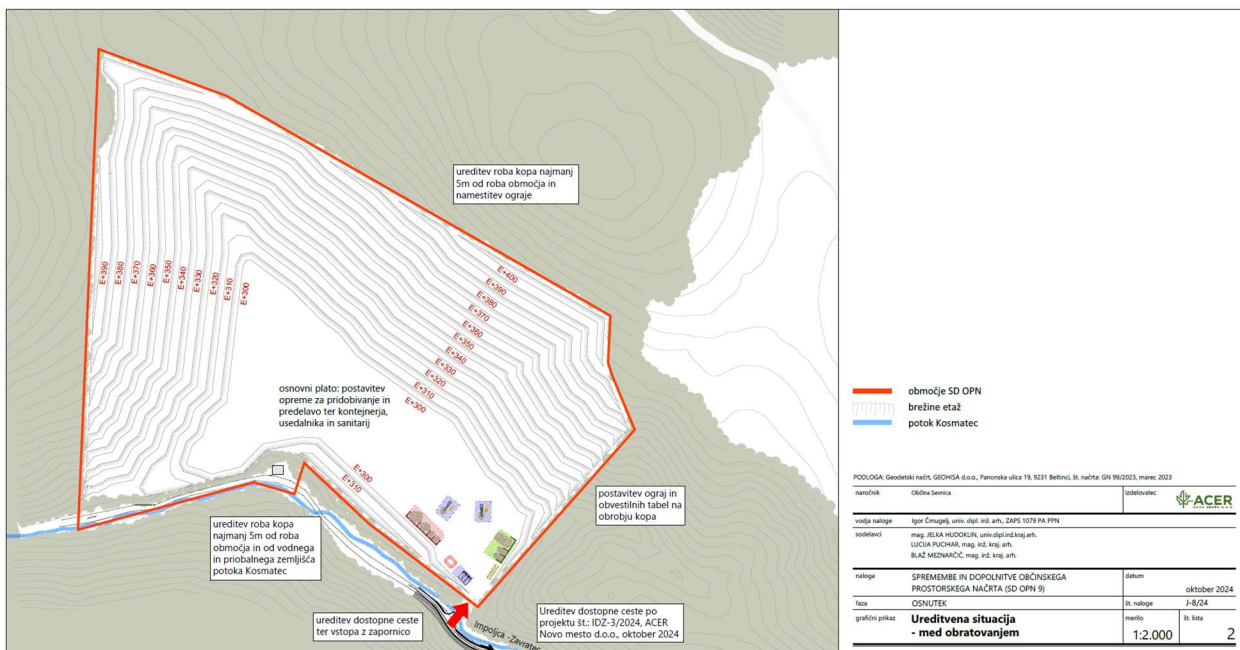 ureditev roba kopa najmanj
5m od roba območja in
namestitev ograje
E+390
E+380
E+370
E+360
E+350
E+340
E+330
E+320
E+310
E+300
E+400
E+390
E+380
E+370
E+360
E+350
E+340
E+330
E+320
E+310
E+300
osnovni plato: postavitev
opreme za pridobivanje in
predelavo ter kontejnerja,
usedalnika in sanitarij
E+300
E+310
postavitev ograj in
obvestilnih tabel na
obrobju kopa
ureditev roba kopa
najmanj 5m od roba
območja in od vodnega
in priobalnega zemljišča
potoka Kosmatec
ureditev dostopne ceste
ter vstopa z zapornico
Ureditev dostopne ceste po
projektu št.: IDZ-3/2024, ACER
Novo mesto d.o.o., oktober 2024
Impoljca -Zavratec
območje SD OPN
brežine etaž
potok Kosmatec
PODLOGA: Geodetski načrt, GEOHISA d.o.o., Panonska ulica 19, 9231 Beltinci, št. načrta: GN 99/2023, marec 2023
naročnik Občina Sevnica izdelovalec ACER
vodja naloge Igor Čmugelj, univ. dipl. inž. arh., ZAPS 1079 PA PPN
sodelavci mag. JELKA HUDOKLIN, univ.dipl.inž.kraj.arh.
LUCIJA PUCHAR, mag. inž. kraj. arh.
BLAŽ MEZNARČIČ, mag. inž. kraj. arh.
naloga SPREMEMBE IN DOPOLNITVE OBČINSKEGA datum
PROSTORSKEGA NAČRTA (SD OPN 9) oktober 2024
faza OSNUTEK št. naloge J-8/24
grafični prikaz Ureditvena situacija merilo št. lista
- med obratovanjem 1:2.000 2